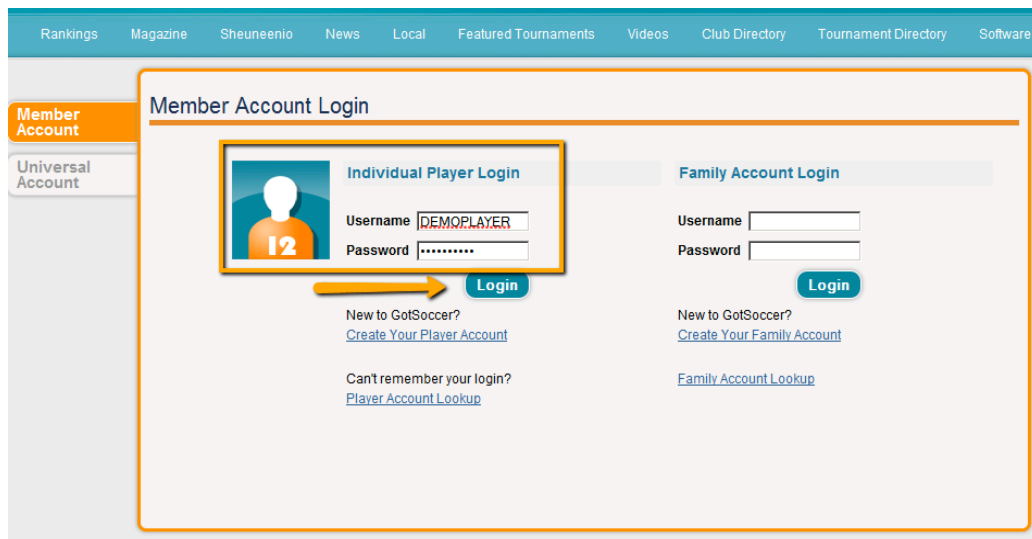 Rankings Magazine Sheuneenio News Local Featured Tournaments Videos Club Directory Tournament Directory Software
Member
Account
Universal
Account
Member Account Login
12
Individual Player Login
Username DEMOPLAYER
Password ••••••••••
Login
New to GotSoccer?
Create Your Player Account
Can't remember your login?
Player Account Lookup
Family Account Login
Username
Password
Login
New to GotSoccer?
Create Your Family Account
Family Account Lookup